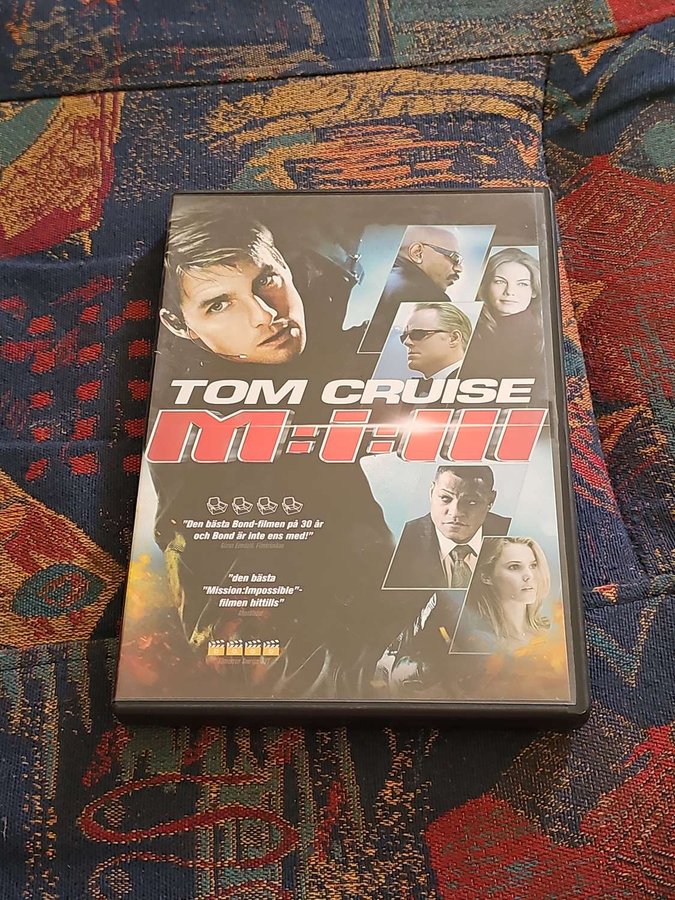 TOM CRUISE
M:i:III
"Den bästa Bond-filmen på 30 år
och Bond är inte ens med!"
"den bästa
"Mission:Impossible"-
filmen hittills"
Aftonbladet